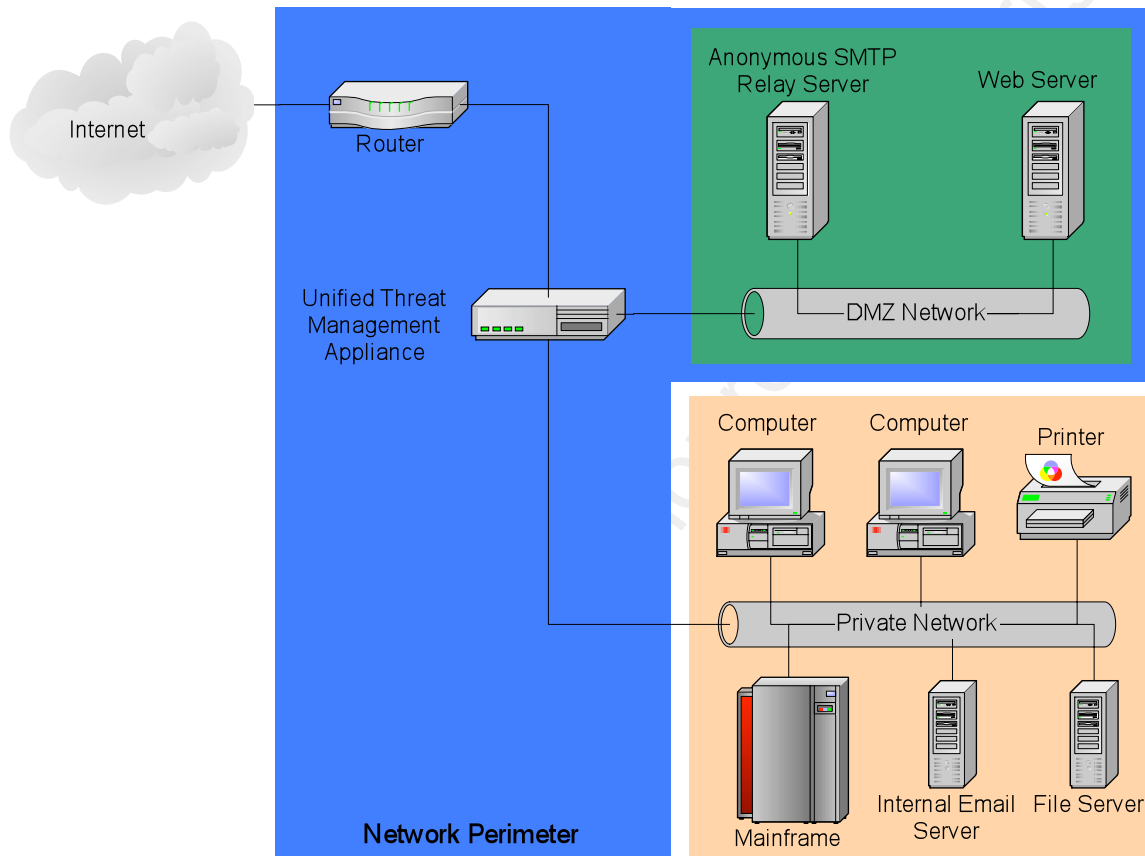 Internet
Router
Anonymous SMTP
Relay Server
Web Server
Unified Threat
Management
Appliance
DMZ Network
Computer
Computer
Printer
Private Network
Mainframe
Internal Email
Server
File Server
Network Perimeter